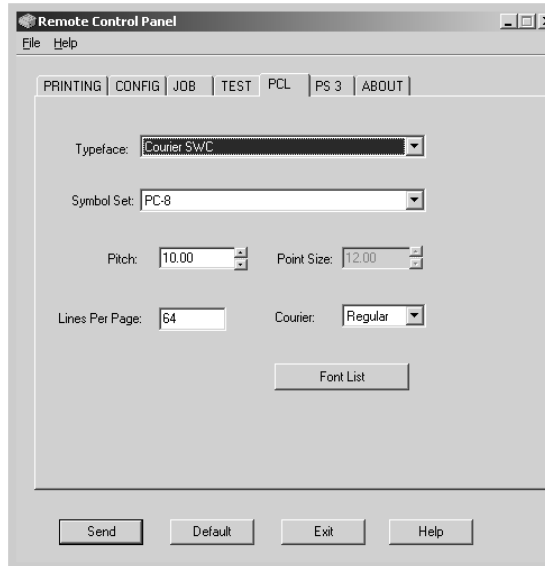 Remote Control Panel
File Help
PRINTING CONFIG JOB TEST PCL PS 3 ABOUT
Typeface: Courier SWC
Symbol Set: PC-8
Pitch: 10.00 Point Size: 12.00
Lines Per Page: 64 Courier: Regular
Font List
Send Default Exit Help